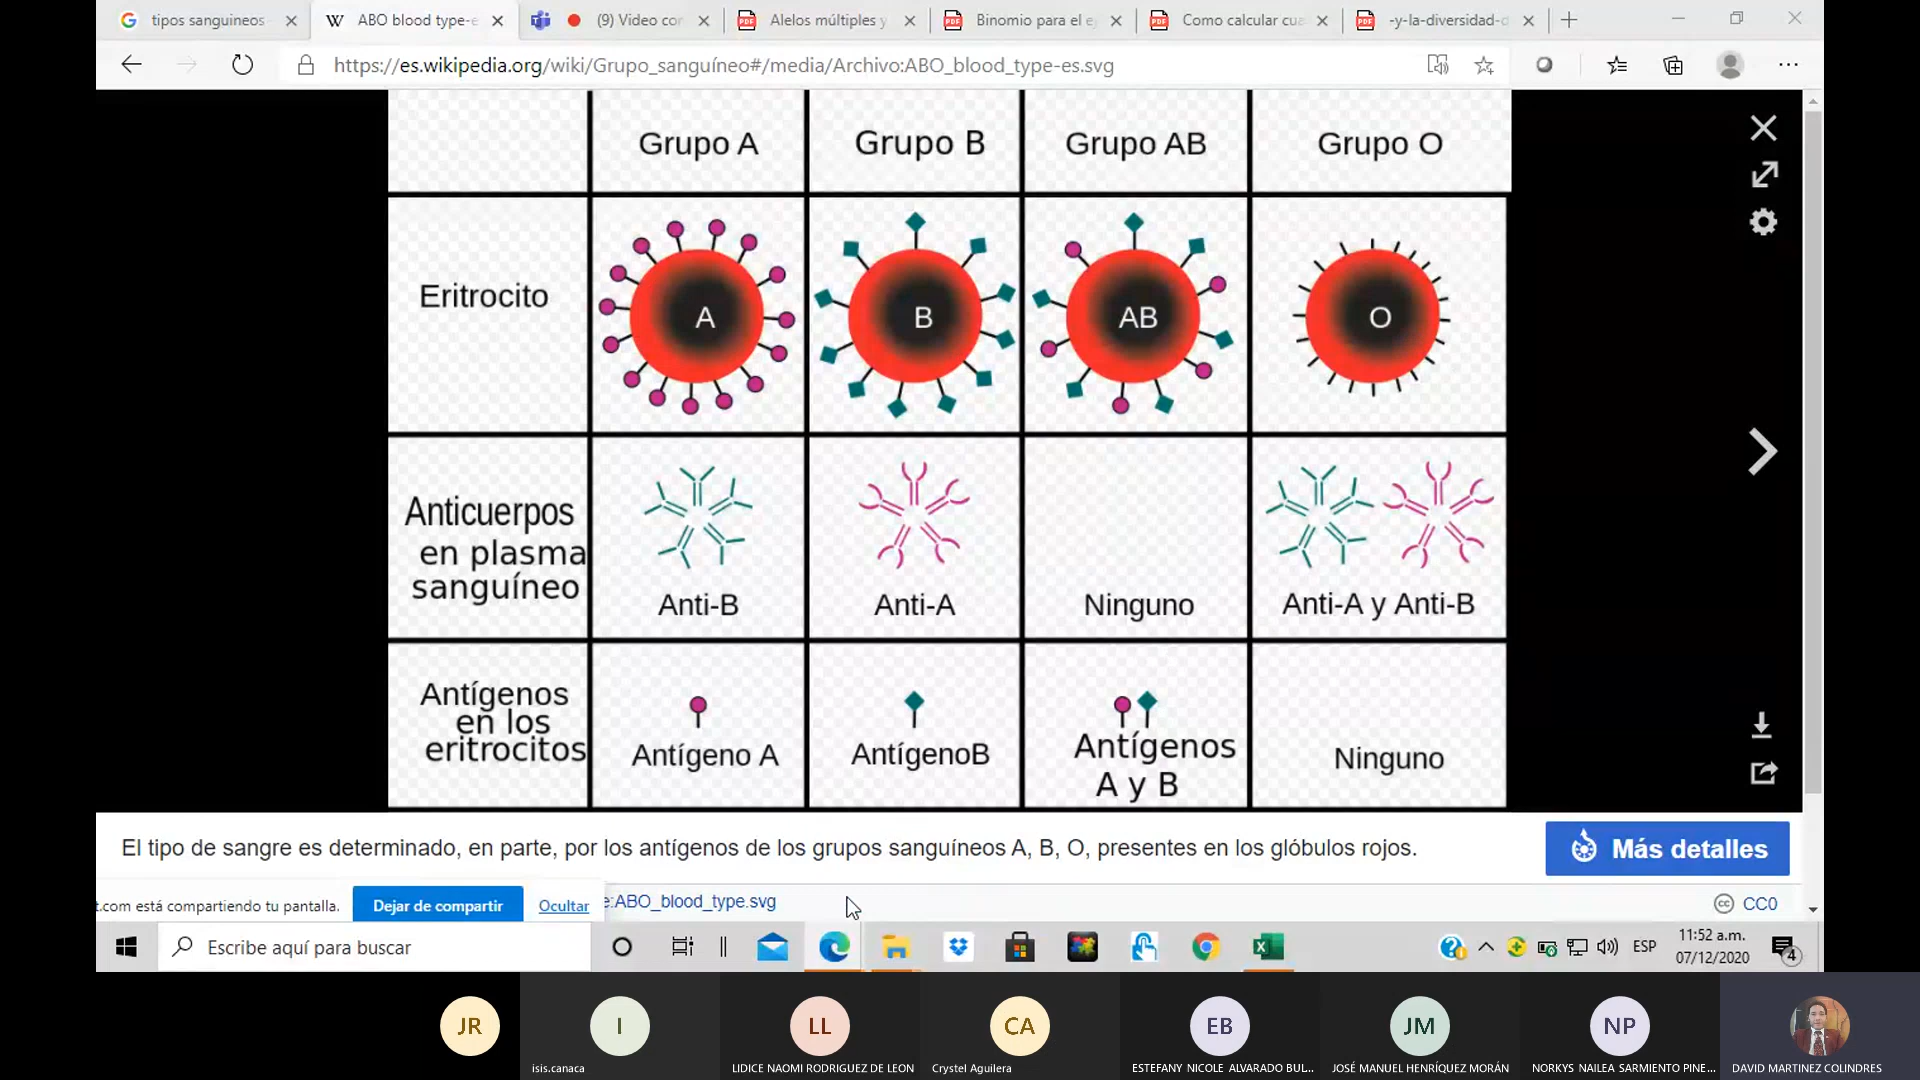 tipos sanguineos
ABO blood type-e
(9) Video co
Alelos múltiples y
Binomio para el e
Como calcular cu
-y-la-diversidad-
https://es.wikipedia.org/wiki/Grupo_sanguíneo#/media/Archivo:ABO_blood_type-es.svg
Grupo A
Grupo B
Grupo AB
Grupo O
Eritrocito
A
B
AB
O
Anticuerpos
en plasma
sanguíneo
Anti-B
Anti-A
Ninguno
Anti-A y Anti-B
Antígenos
en los
eritrocitos
Antígeno A
AntígenoB
Antígenos
A y B
Ninguno
El tipo de sangre es determinado, en parte, por los antígenos de los grupos sanguíneos A, B, O, presentes en los glóbulos rojos.
Más detalles
t.com está compartiendo tu pantalla.
Dejar de compartir
Ocultar
e:ABO_blood_type.svg
CC0
Escribe aquí para buscar
ESP
11:52 a.m.
07/12/2020
4
JR
I
LL
CA
EB
JM
NP
isis.canaca
LIDICE NAOMI RODRIGUEZ DE LEON
Crystel Aguilera
ESTEFANY NICOLE ALVARADO BUL...
JOSÉ MANUEL HENRÍQUEZ MORÁN
NORKYS NAILEA SARMIENTO PINE...
DAVID MARTINEZ COLINDRES